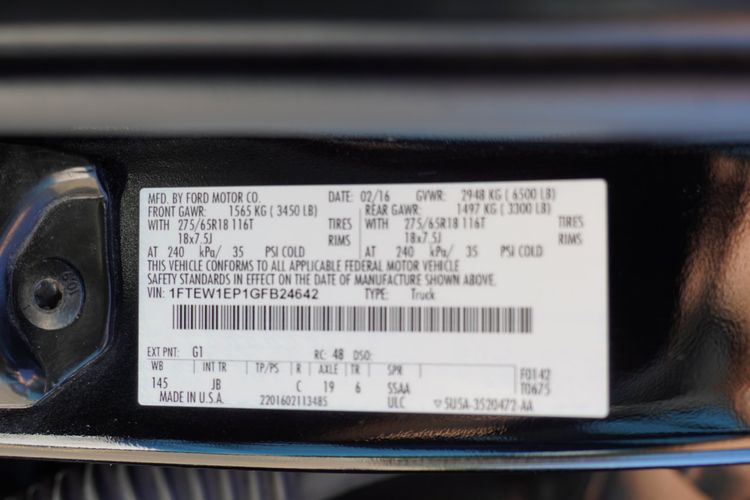 MFD. BY FORD MOTOR CO. DATE: 02/16 GVWR: 2948 KG ( 6500 LB)
FRONT GAWR: 1565 KG ( 3450 LB) REAR GAWR: 1497 KG ( 3300 LB)
WITH 275/65R18 116T TIRES WITH 275/65R18 116T TIRES
18x7.5J RIMS 18x7.5J RIMS
AT 240 kPa/ 35 PSI COLD AT 240 kPa/ 35 PSI COLD
THIS VEHICLE CONFORMS TO ALL APPLICABLE FEDERAL MOTOR VEHICLE
SAFETY STANDARDS IN EFFECT ON THE DATE OF MANUFACTURE SHOWN ABOVE.
VIN: 1FTEW1EP1GFB24642 TYPE: Truck
EXT PNT: G1 RC: 48 DSO:
WB INT TR TP/PS R AXLE TR SPR F0142
145 JB C 19 6 SSAA T0675
MADE IN U.S.A. 2201602113485 ULC 5U5A-3520472-AA